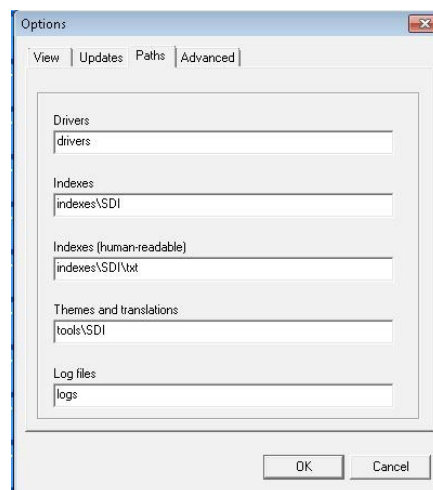 Options
View Updates Paths Advanced
Drivers
drivers
Indexes
indexes\SDI
Indexes (human-readable)
indexes\SDI\txt
Themes and translations
tools\SDI
Log files
logs
OK Cancel